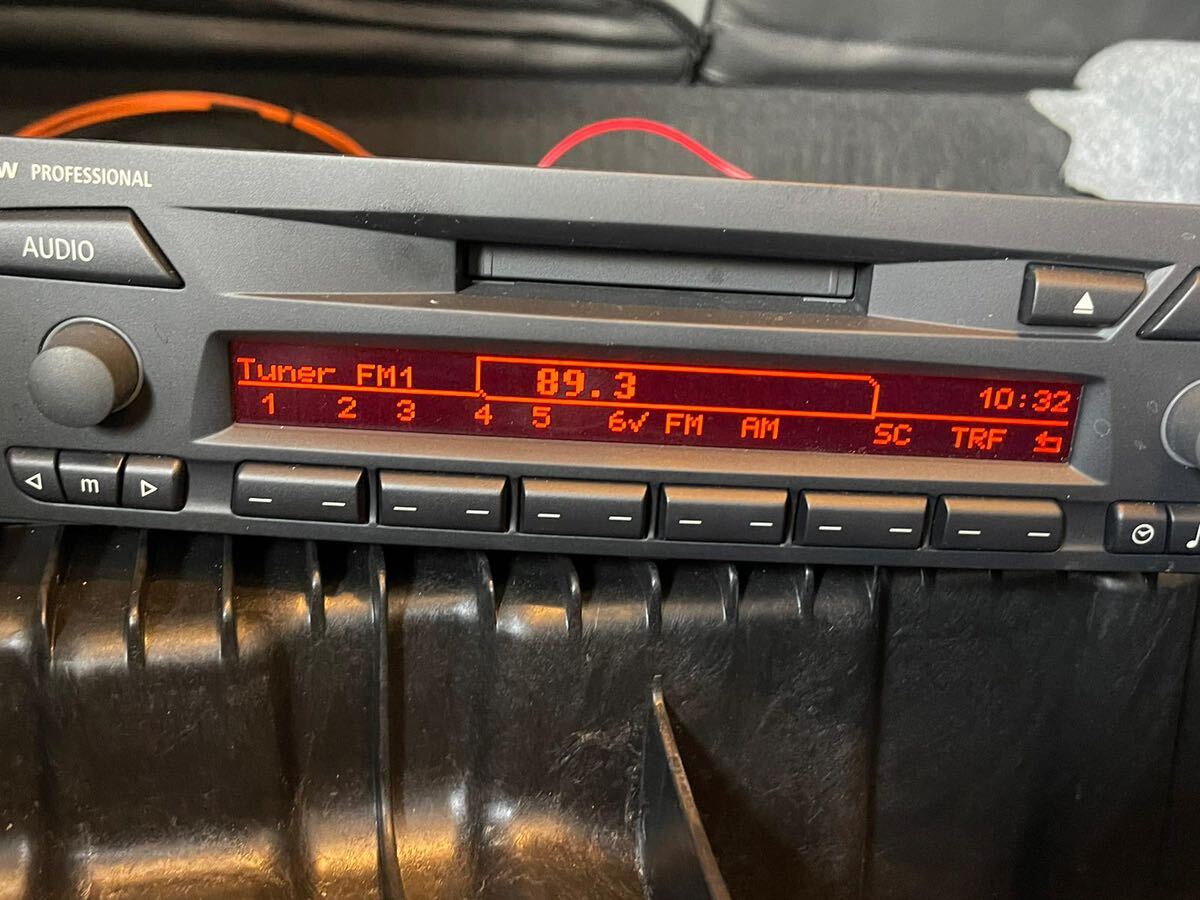 W PROFESSIONAL
AUDIO
Tuner FM1 89.3 10:32
1 2 3 4 5 6√ FM AM SC TRF
m